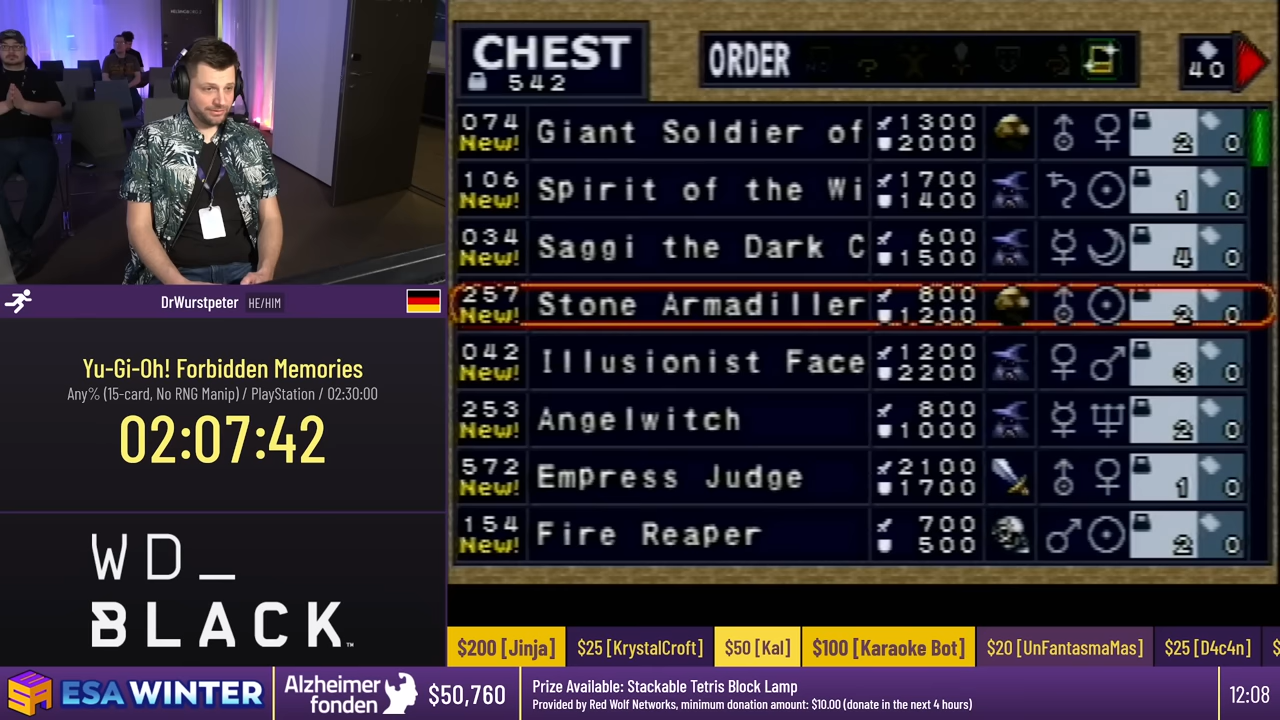 CHEST
542
ORDER
40
074 New! Giant Soldier of 1300 2000 2 0
106 New! Spirit of the Wi 1700 1400 1 0
034 New! Saggi the Dark C 600 1500 4 0
257 New! Stone Armadiller 800 1200 2 0
042 New! Illusionist Face 1200 2200 3 0
253 New! Angelwitch 800 1000 2 0
572 New! Empress Judge 2100 1700 1 0
154 New! Fire Reaper 700 500 2 0
DrWurstpeter HE/HIM
Yu-Gi-Oh! Forbidden Memories
Any% (15-card, No RNG Manip) / PlayStation / 02:30:00
02:07:42
WD_
BLACK™
$200 [Jinja] $25 [KrystalCroft] $50 [Kal] $100 [Karaoke Bot] $20 [UnFantasmaMas] $25 [D4c4n]
ESA WINTER
Alzheimer
fonden
$50,760
Prize Available: Stackable Tetris Block Lamp
Provided by Red Wolf Networks, minimum donation amount: $10.00 (donate in the next 4 hours)
12:08